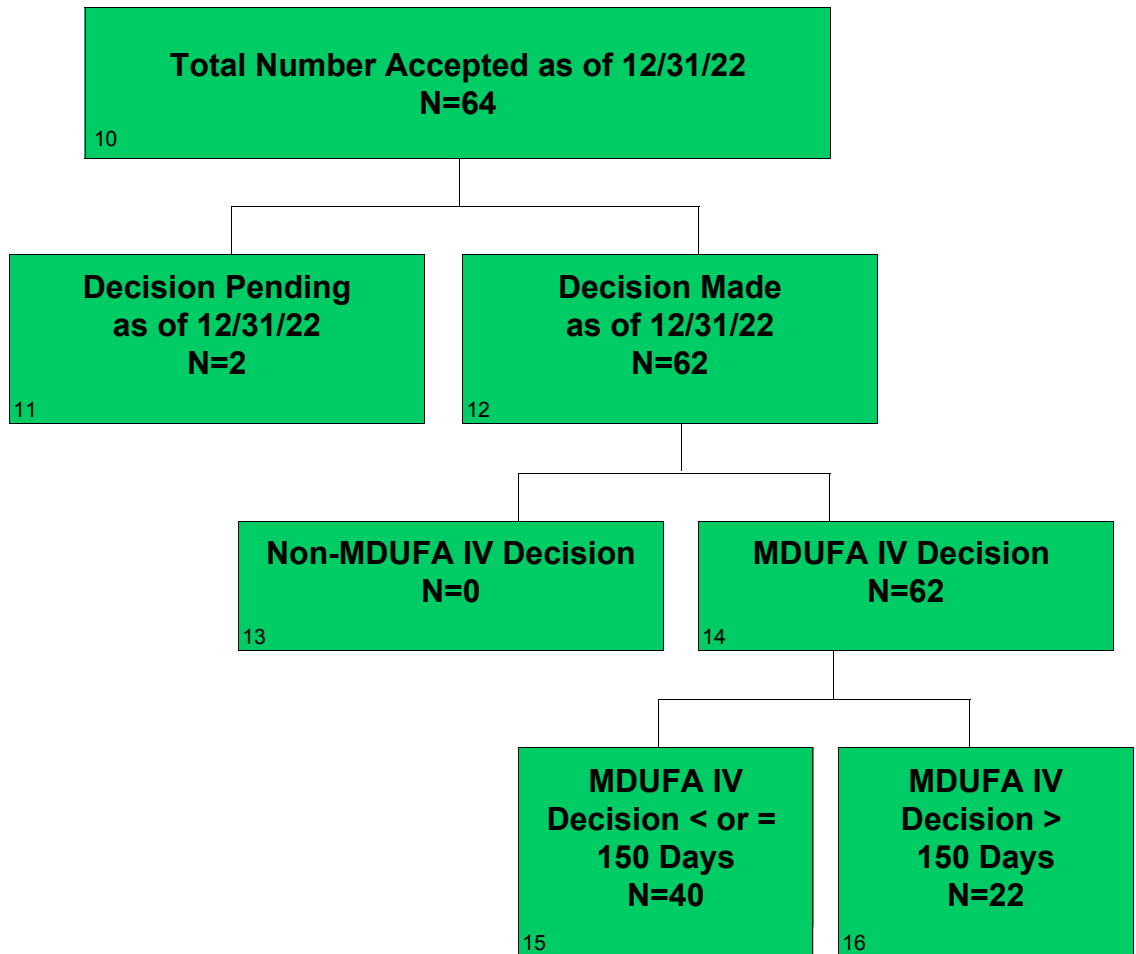 Total Number Accepted as of 12/31/22
N=64
10
Decision Pending
as of 12/31/22
N=2
11
Decision Made
as of 12/31/22
N=62
12
Non-MDUFA IV Decision
N=0
13
MDUFA IV Decision
N=62
14
MDUFA IV
Decision < or =
150 Days
N=40
15
MDUFA IV
Decision >
150 Days
N=22
16